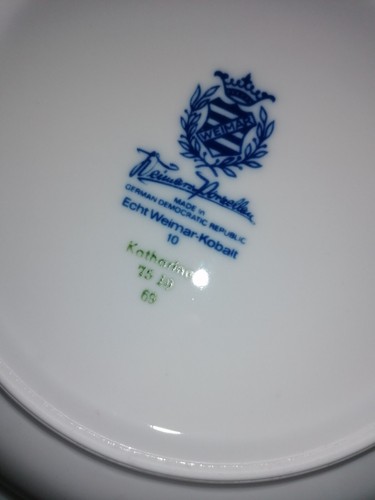 WEIMAR
Weimar Porzellan
MADE in
GERMAN DEMOCRATIC REPUBLIC
Echt Weimar-Kobalt
10
75
69